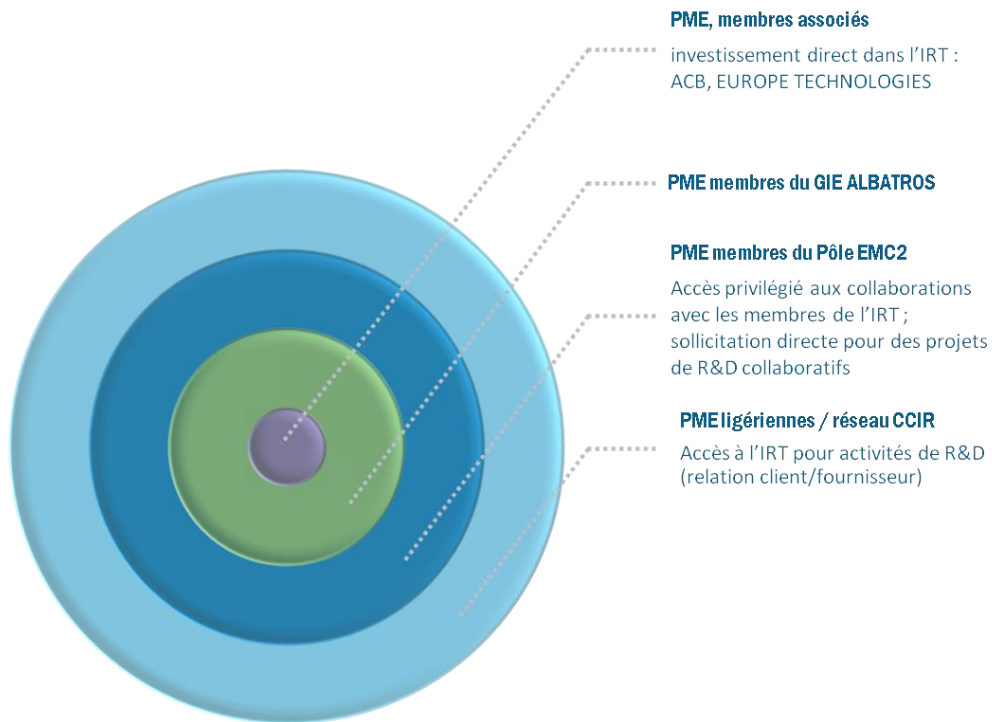 PME, membres associés
investissement direct dans l'IRT :
ACB, EUROPE TECHNOLOGIES
PME membres du GIE ALBATROS
PME membres du Pôle EMC2
Accès privilégié aux collaborations
avec les membres de l'IRT ;
sollicitation directe pour des projets
de R&D collaboratifs
PME ligériennes / réseau CCIR
Accès à l'IRT pour activités de R&D
(relation client/fournisseur)